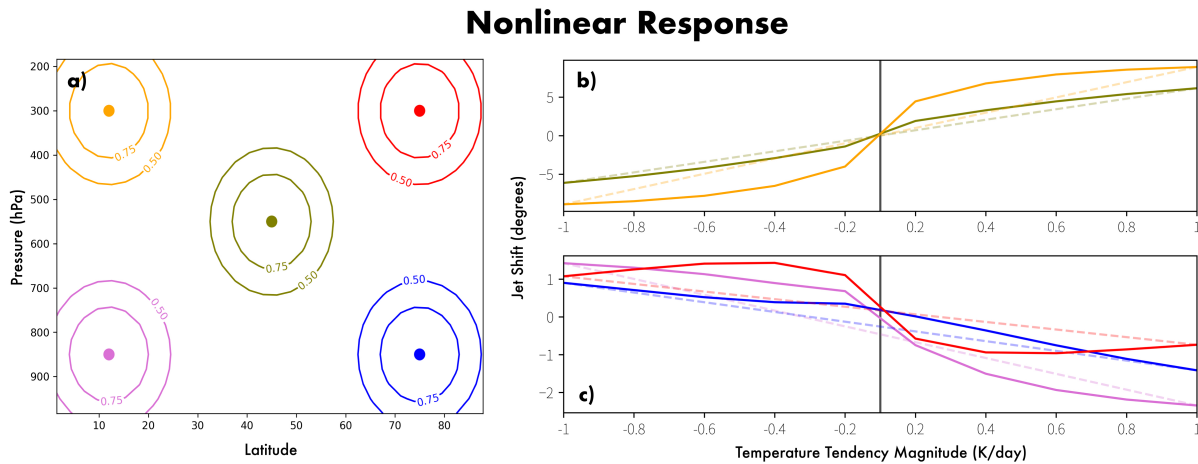 Nonlinear Response
a)
200
300
400
500
600
700
800
900
Pressure (hPa)
10 20 30 40 50 60 70 80
Latitude
0.75
0.50
0.75
0.50
0.75
0.50
0.50
0.75
0.50
0.75
b)
5
0
−5
-1 -0.8 -0.6 -0.4 -0.2 0.2 0.4 0.6 0.8 1
Jet Shift (degrees)
c)
1
0
−1
−2
-1 -0.8 -0.6 -0.4 -0.2 0.2 0.4 0.6 0.8 1
Temperature Tendency Magnitude (K/day)